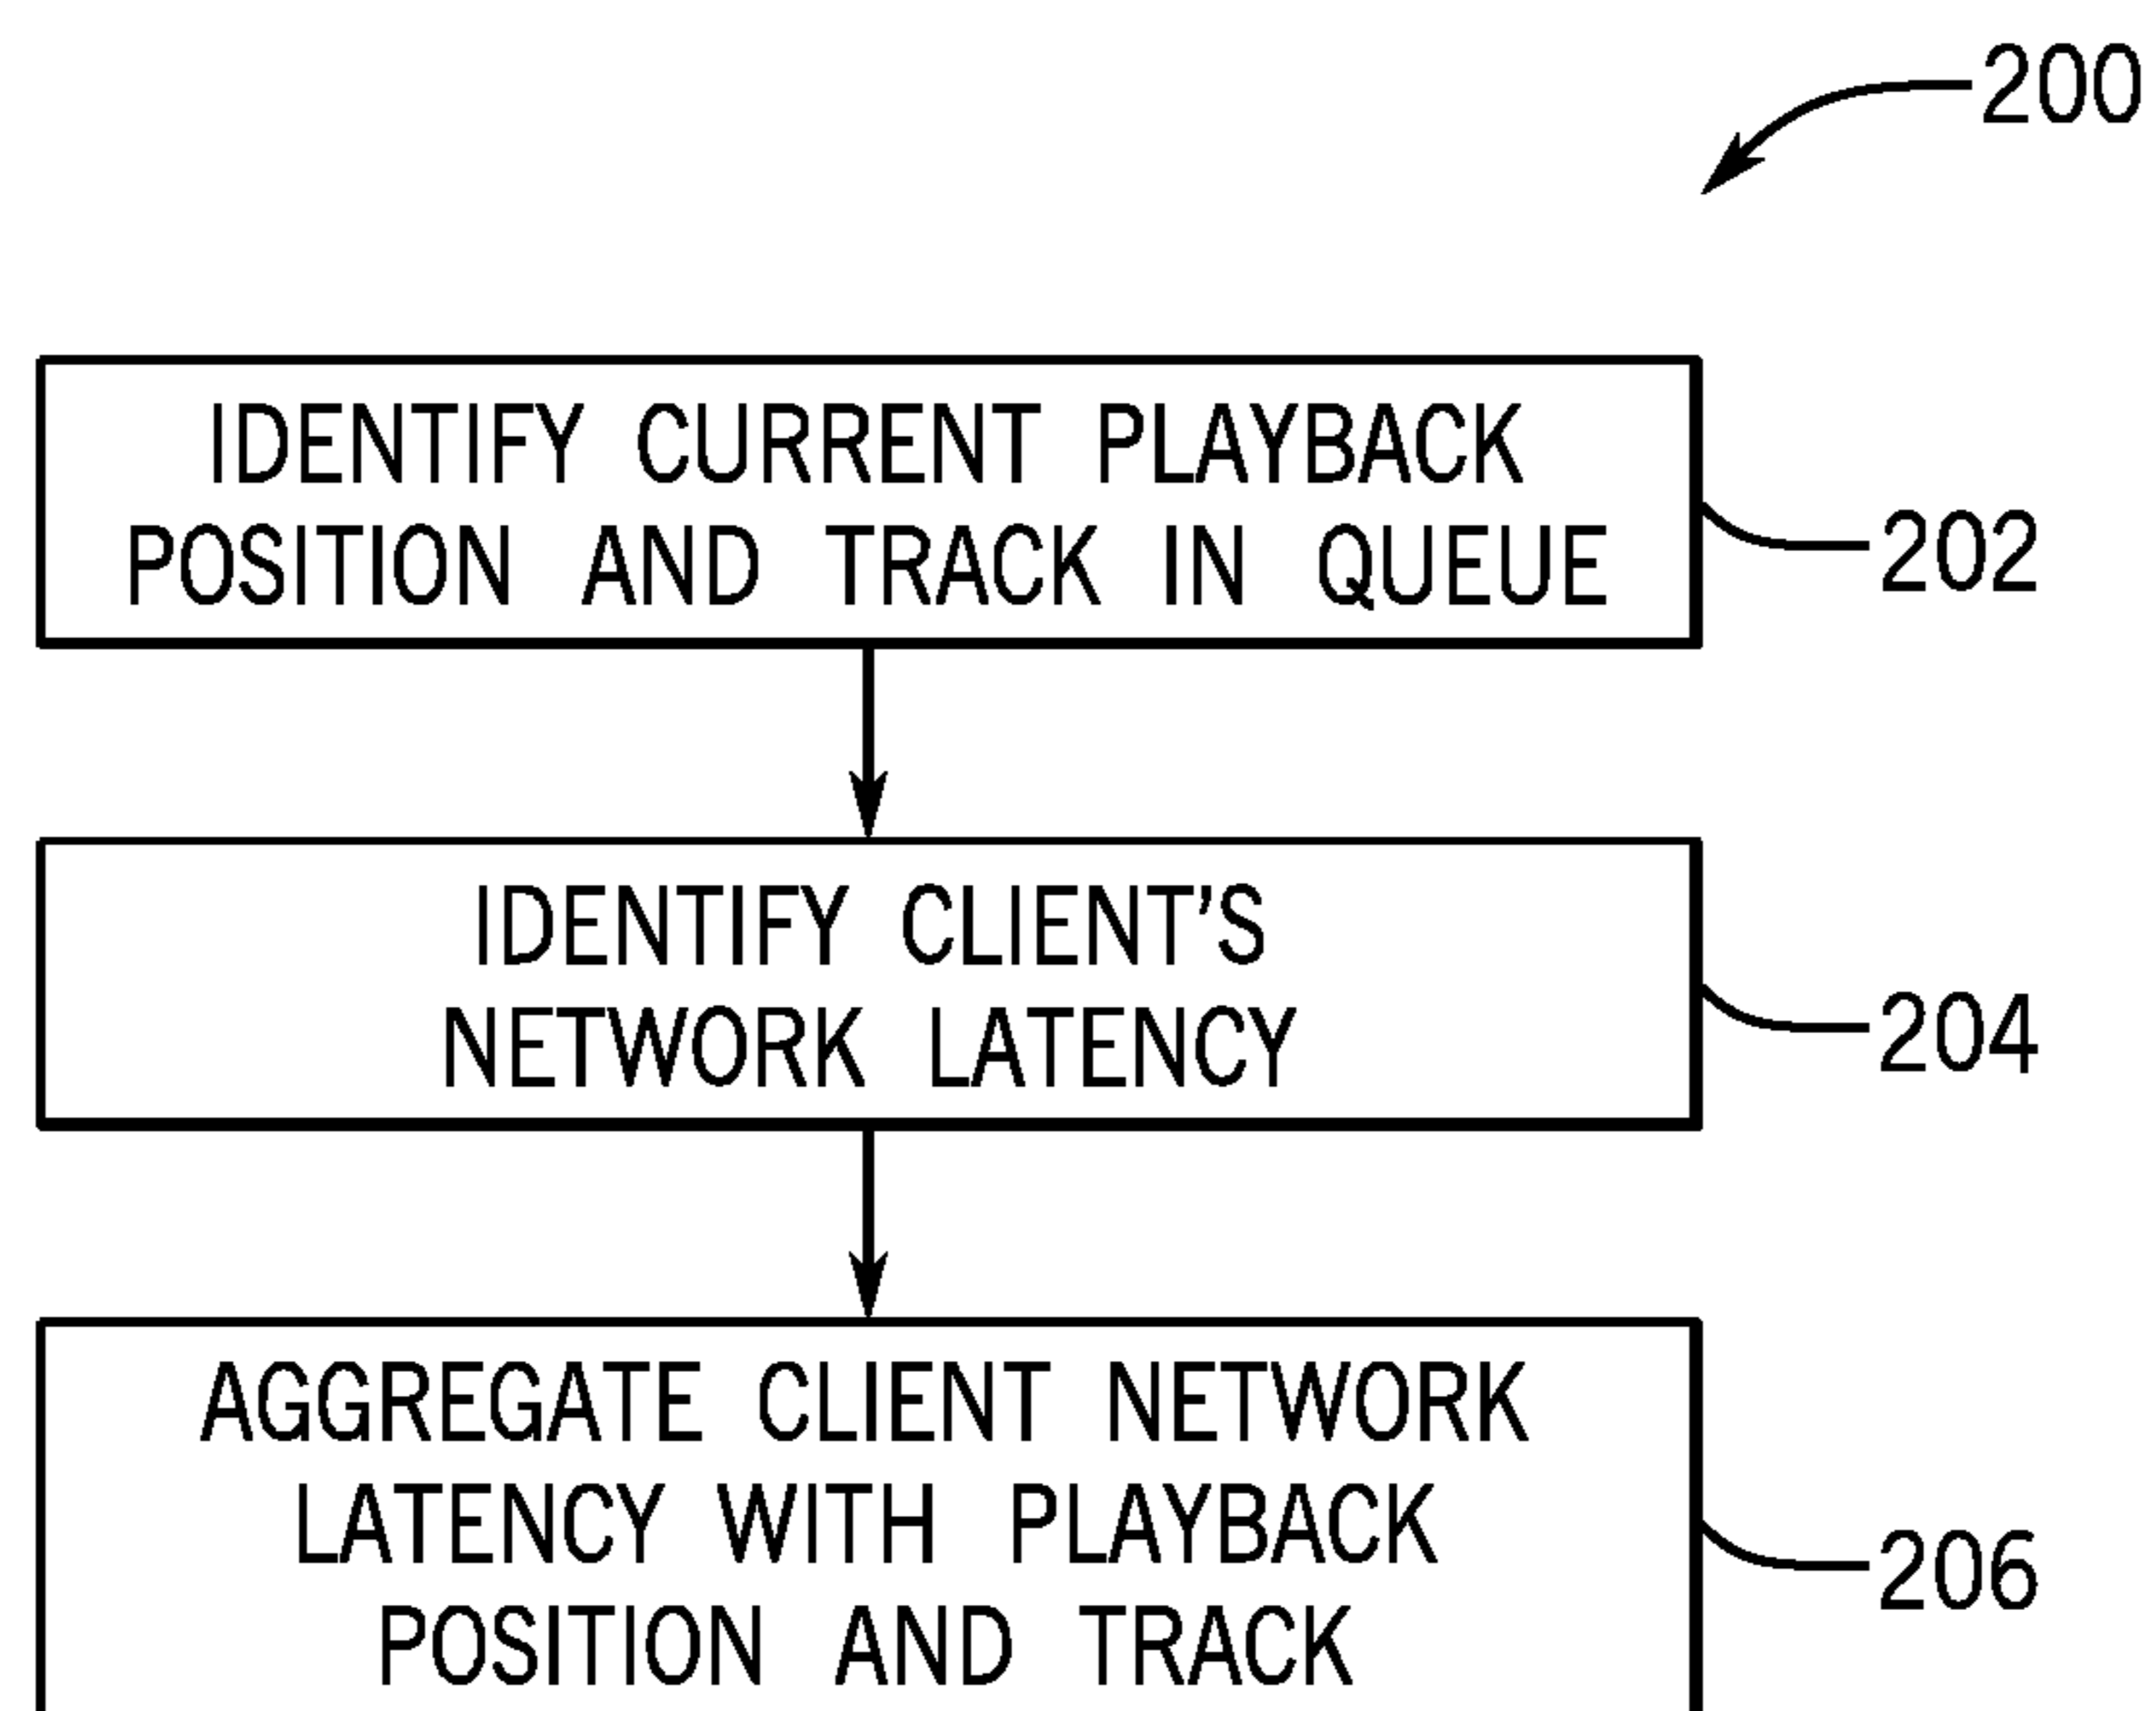 200
IDENTIFY CURRENT PLAYBACK
POSITION AND TRACK IN QUEUE
202
IDENTIFY CLIENT'S
NETWORK LATENCY
204
AGGREGATE CLIENT NETWORK
LATENCY WITH PLAYBACK
POSITION AND TRACK
206